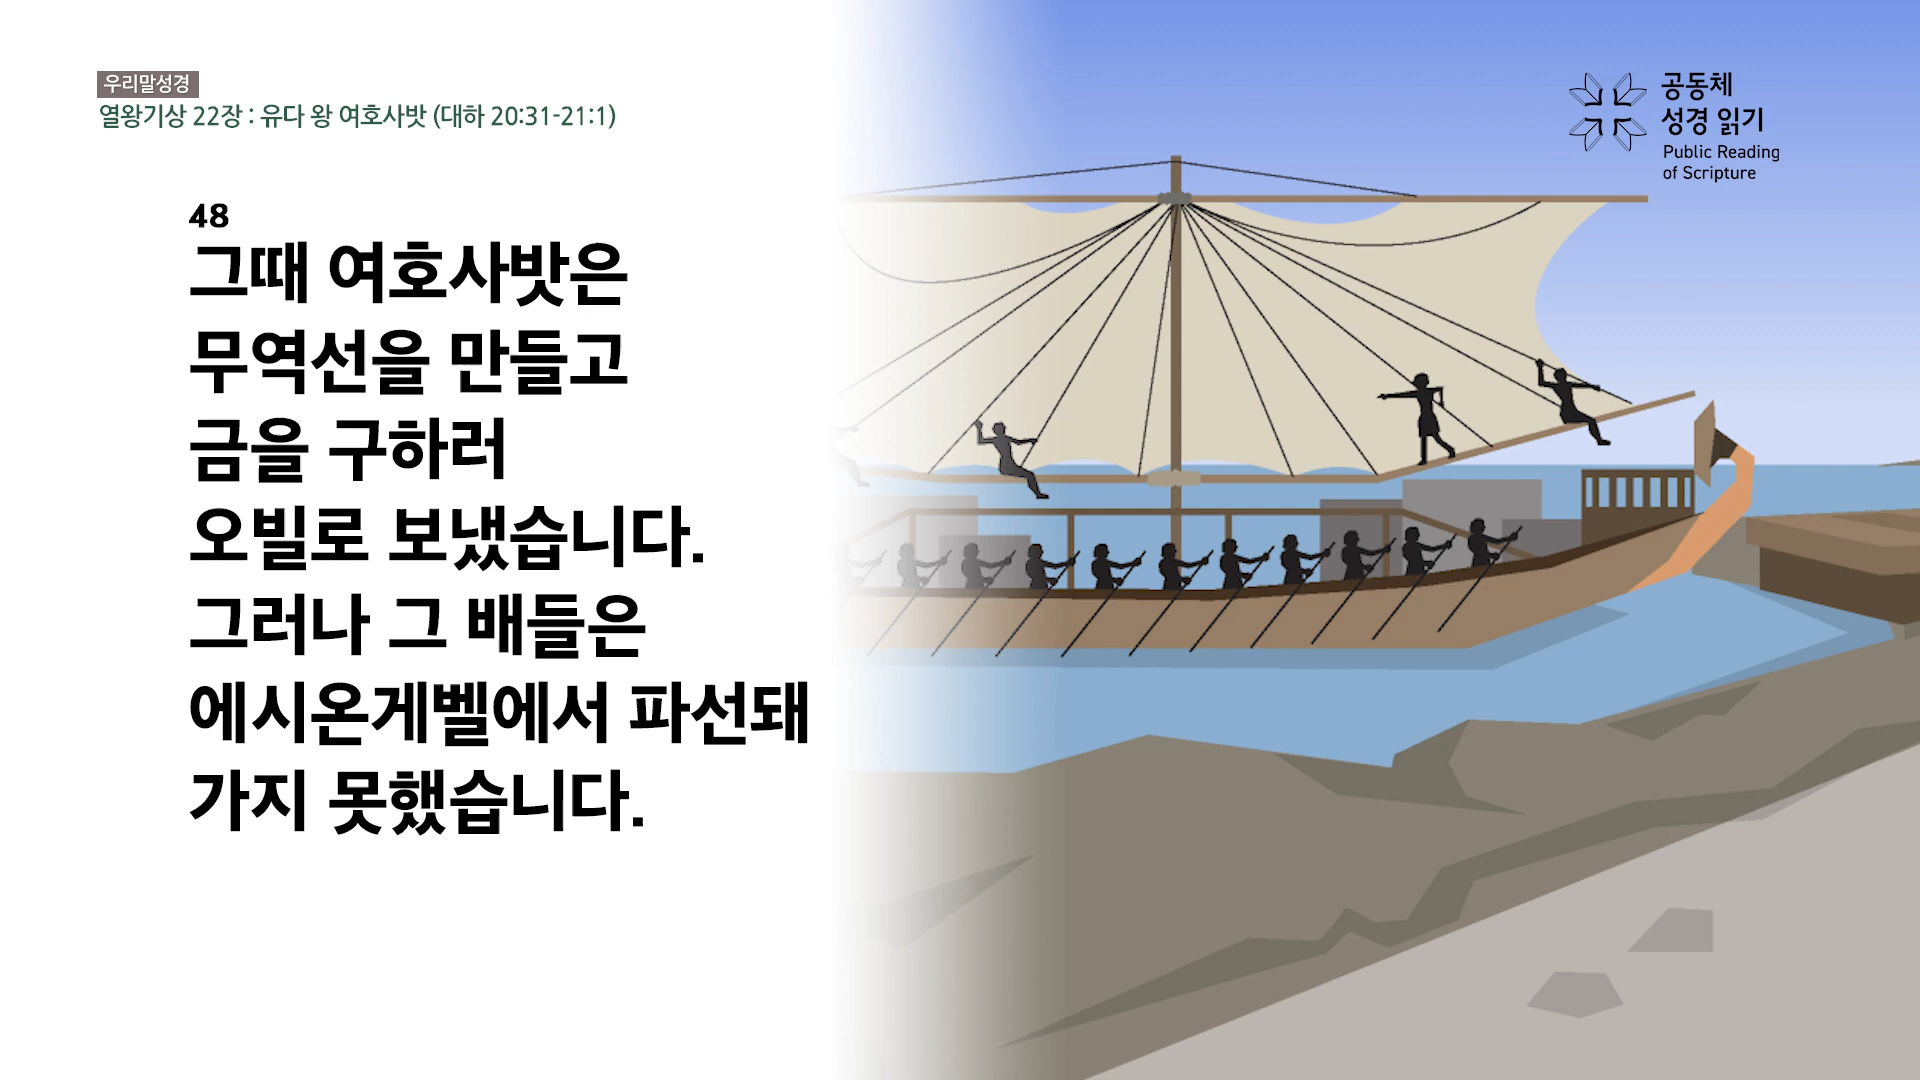 우리말성경
열왕기상 22장 : 유다 왕 여호사밧 (대하 20:31-21:1)
48
그때 여호사밧은
무역선을 만들고
금을 구하러
오빌로 보냈습니다.
그러나 그 배들은
에시온게벨에서 파선돼
가지 못했습니다.
공동체
성경 읽기
Public Reading
of Scripture